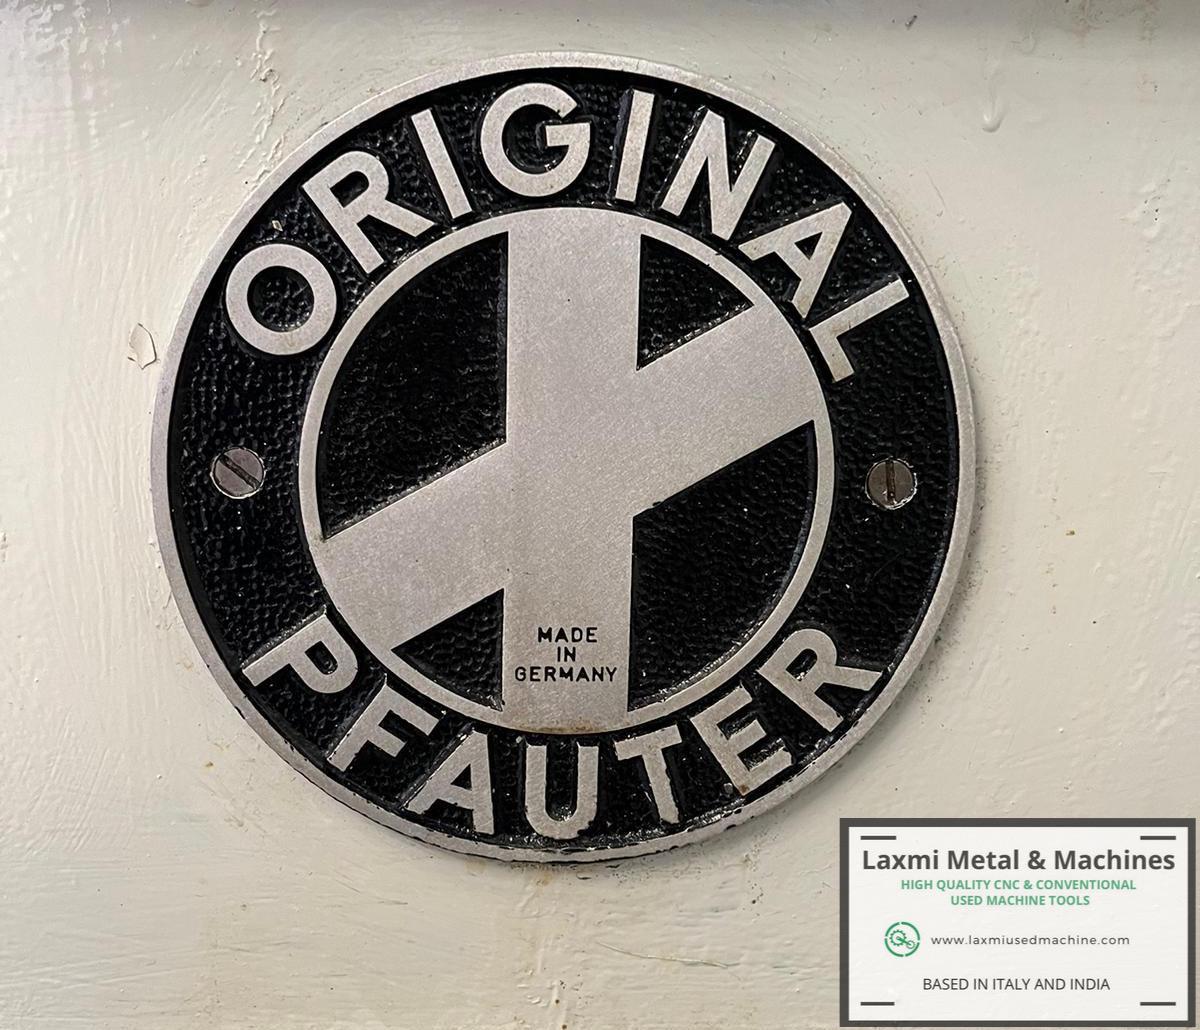 ORIGINAL
MADE
IN
GERMANY
PFAUTER
Laxmi Metal & Machines
HIGH QUALITY CNC & CONVENTIONAL
USED MACHINE TOOLS
www.laxmiusedmachine.com
BASED IN ITALY AND INDIA